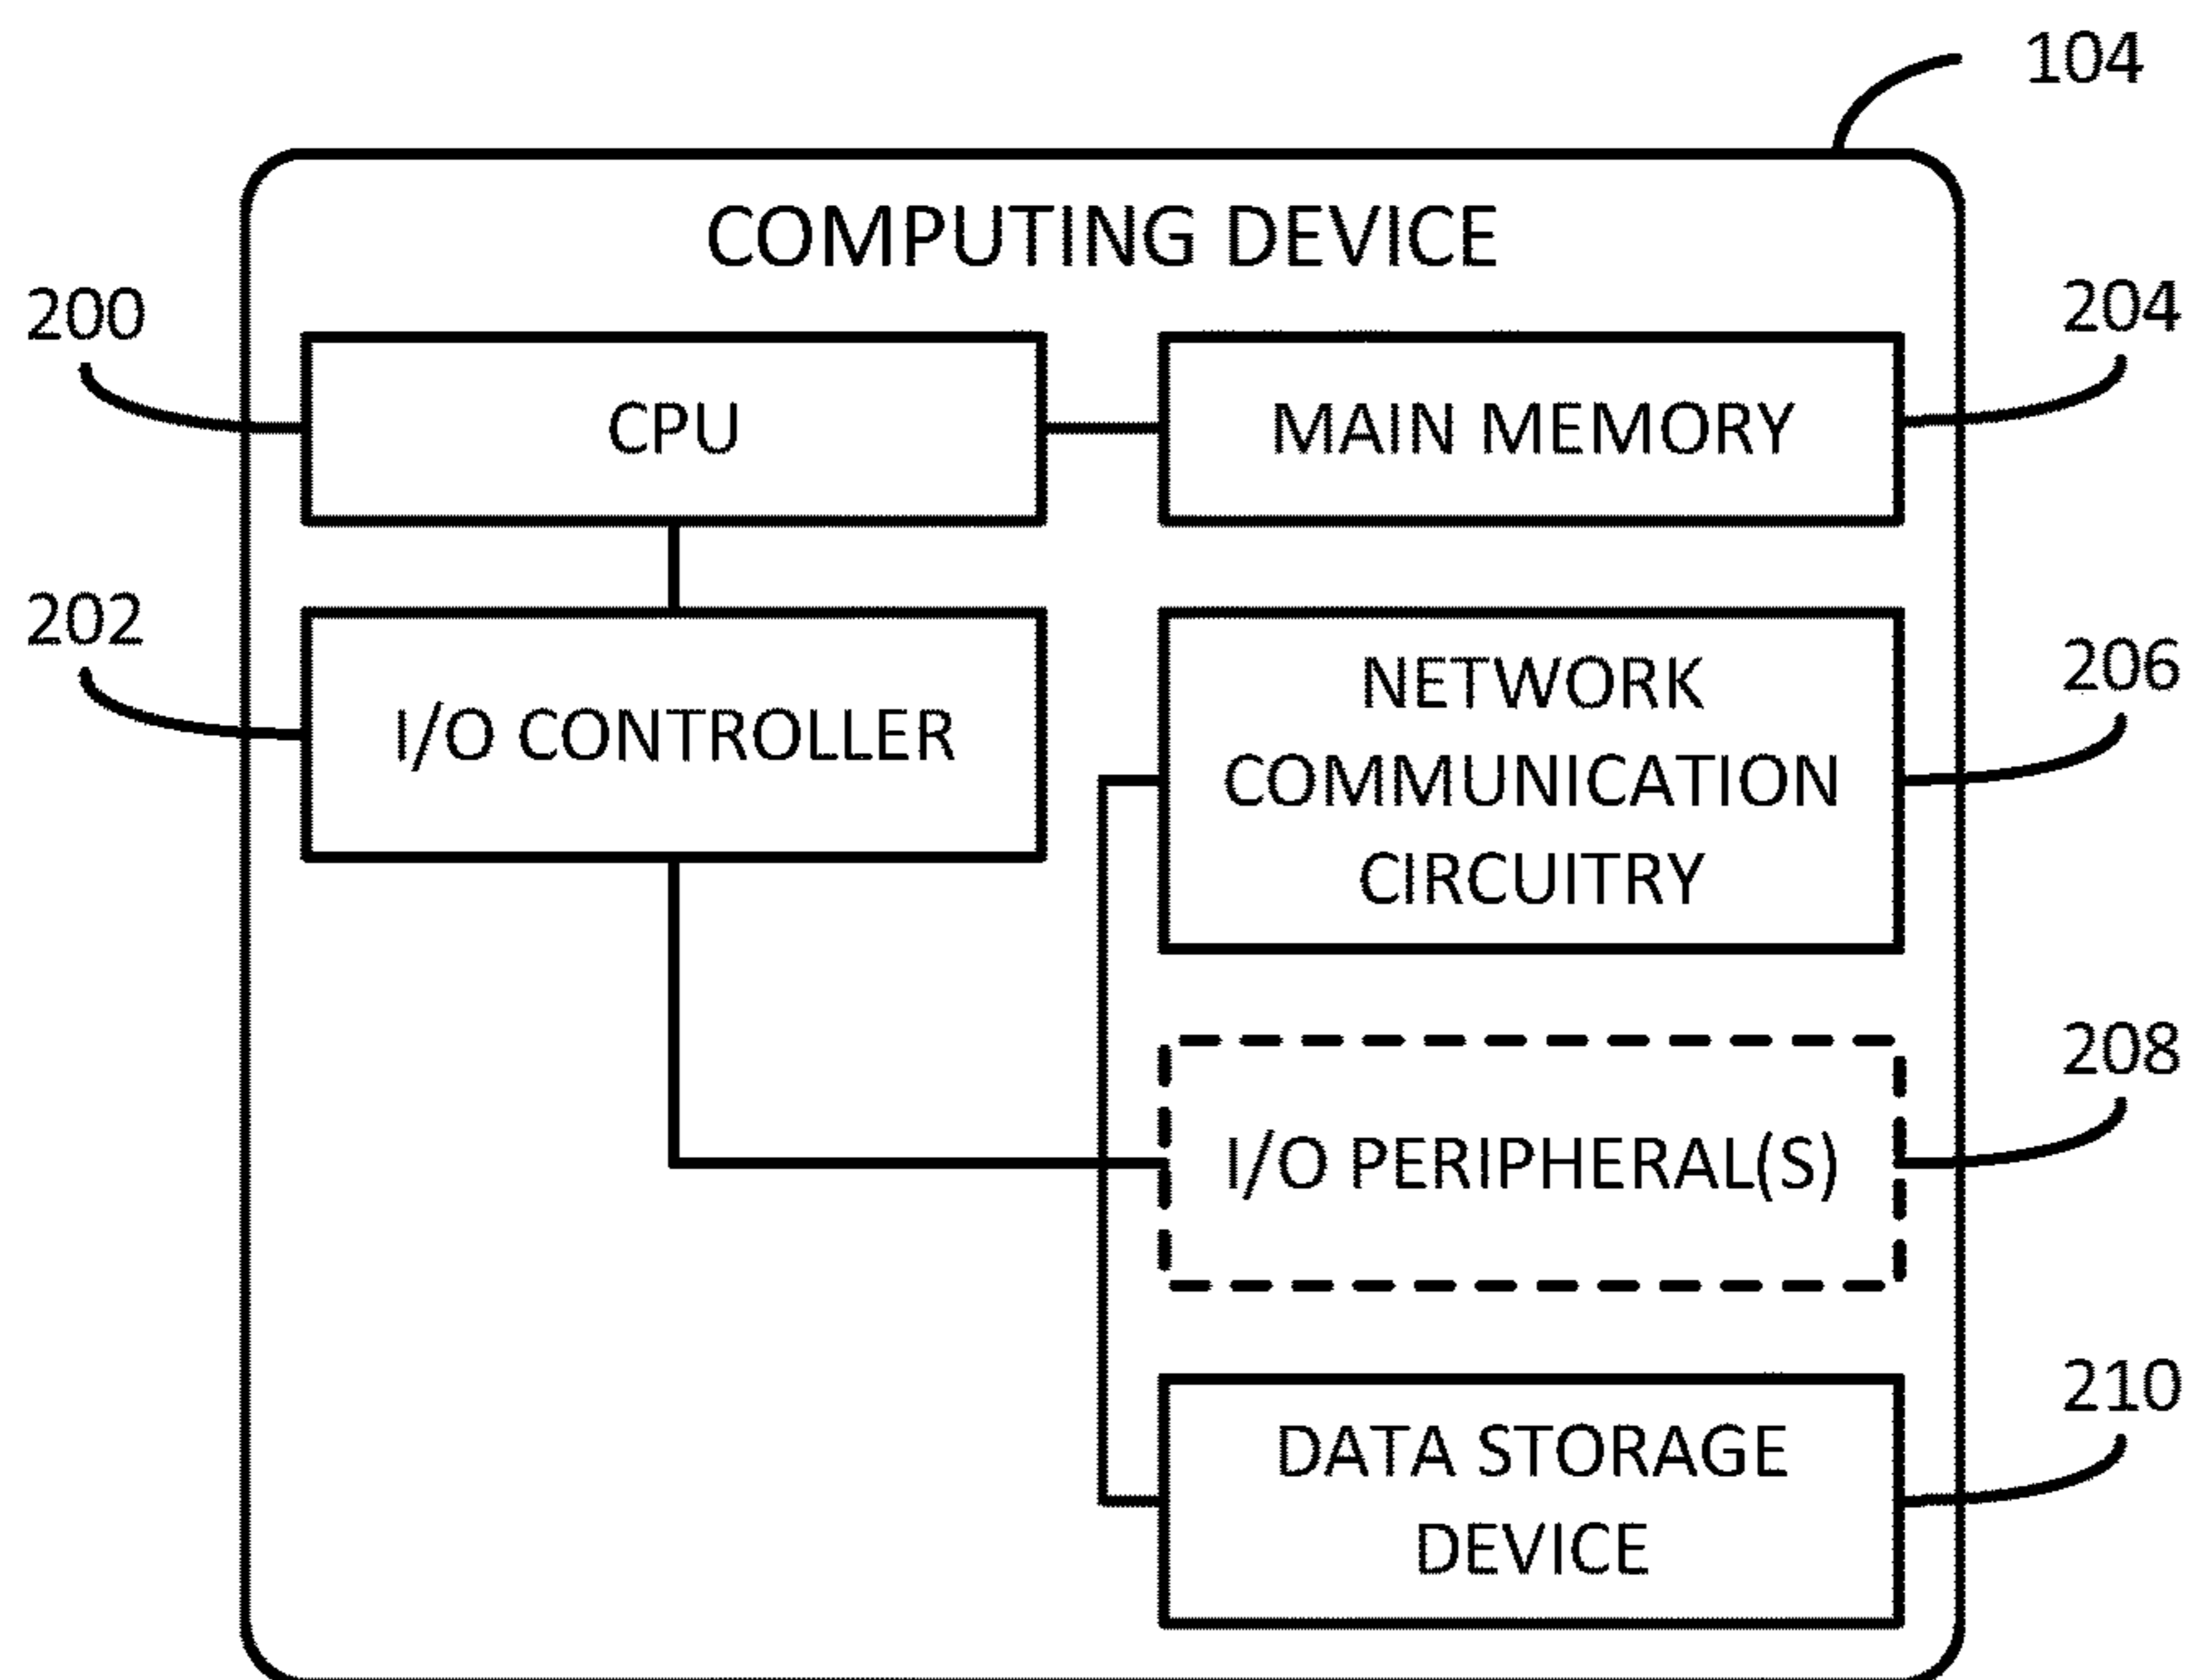 104
COMPUTING DEVICE
200
204
CPU
MAIN MEMORY
202
206
I/O CONTROLLER
NETWORK
COMMUNICATION
CIRCUITRY
208
I/O PERIPHERAL(S)
210
DATA STORAGE
DEVICE